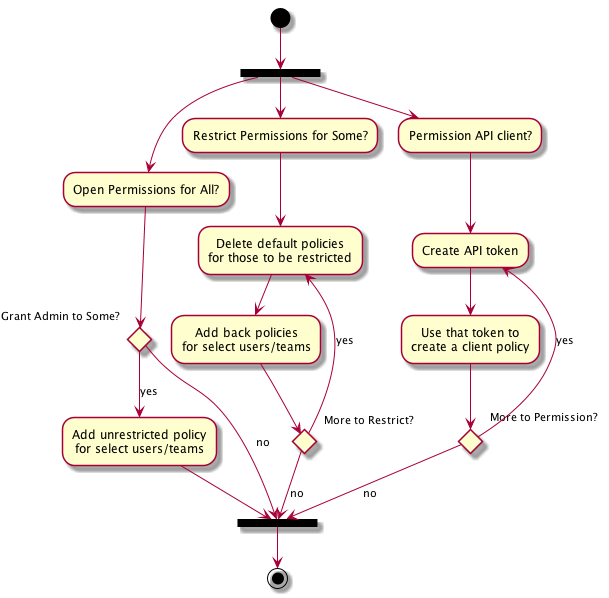 Restrict Permissions for Some?
Permission API client?
Open Permissions for All?
Delete default policies
for those to be restricted
Create API token
Grant Admin to Some?
Add back policies
for select users/teams
Use that token to
create a client policy
yes
yes
yes
More to Restrict?
More to Permission?
Add unrestricted policy
for select users/teams
no
no
no